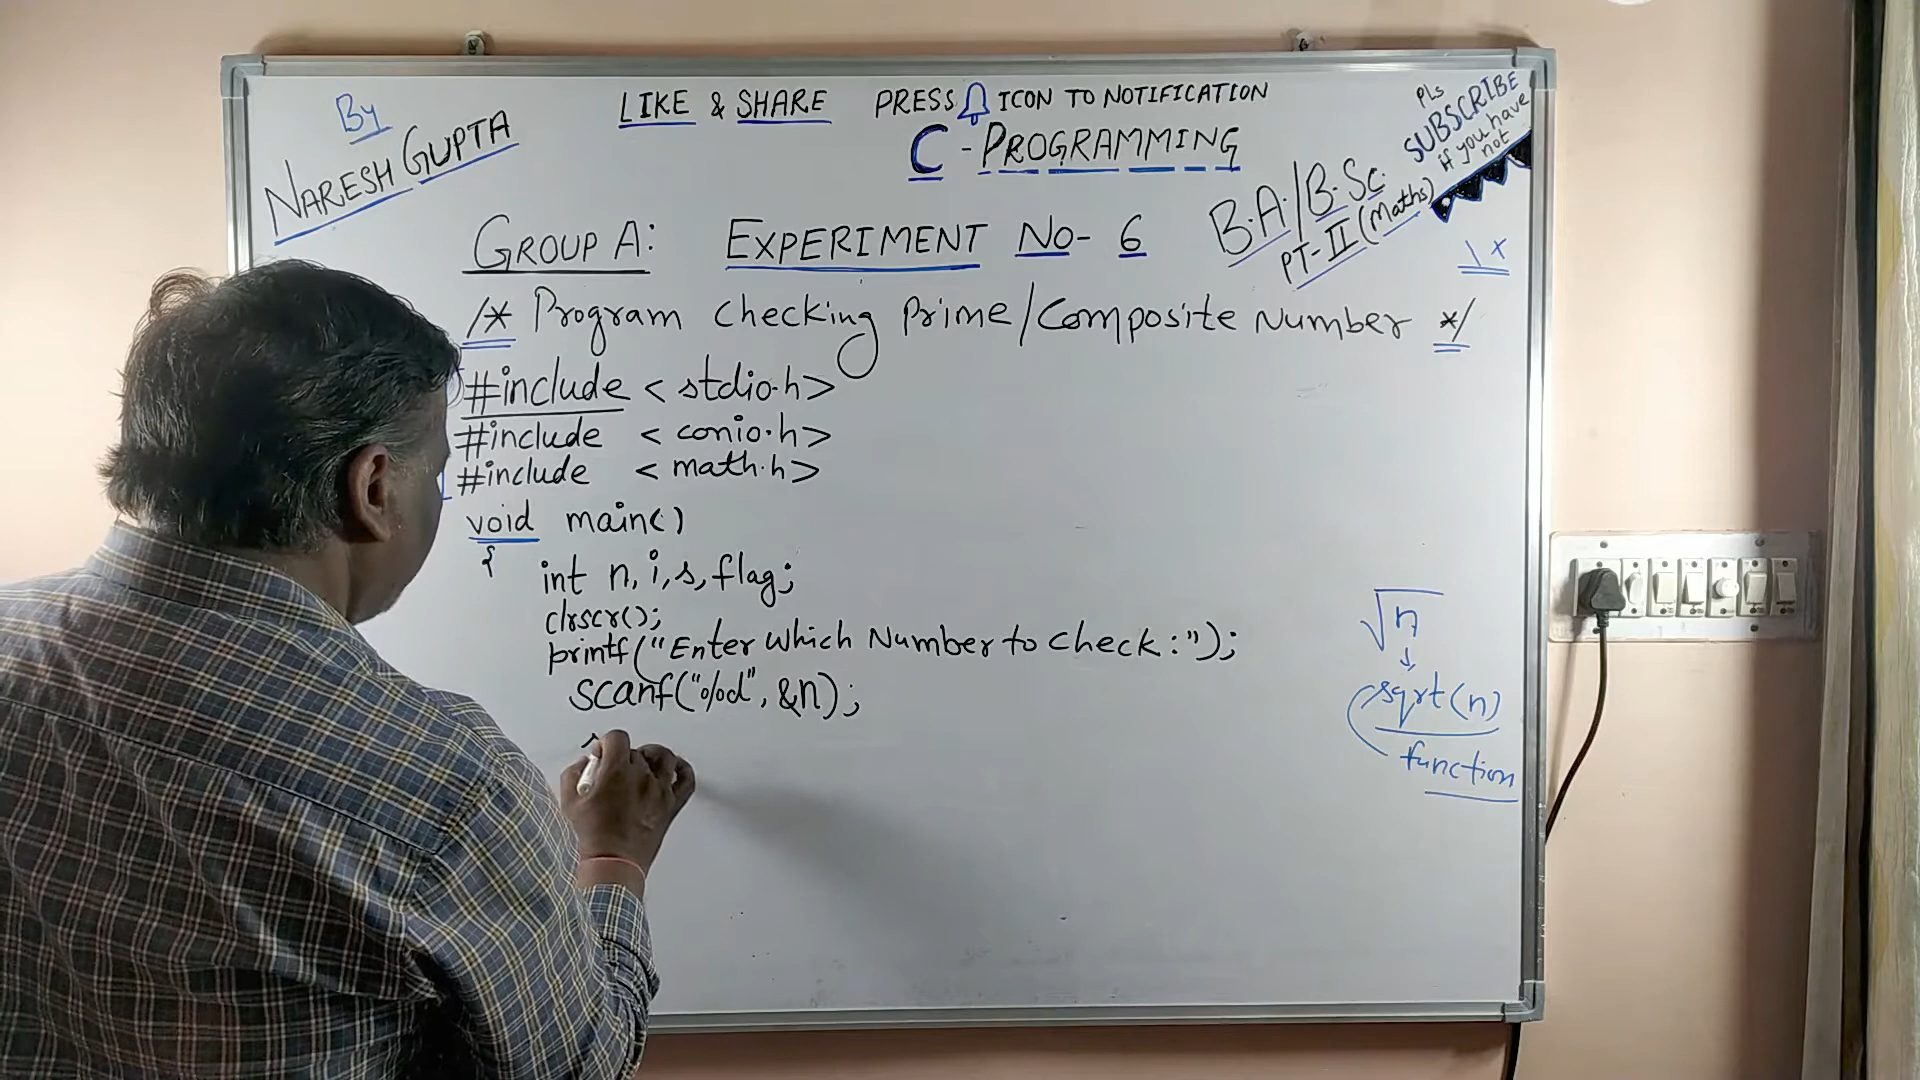 By
NARESH GUPTA
LIKE & SHARE PRESS ICON TO NOTIFICATION
C - PROGRAMMING
PLS
SUBSCRIBE
if you have
not
B.A./B.Sc.
PT-II (Maths)
GROUP A: EXPERIMENT NO- 6
\ *
/* Program Checking Prime/Composite Number */
#include < stdio.h>
#include < conio.h>
#include < math.h>
void main()
{
int n, i, s, flag;
clrscr();
printf("Enter Which Number to Check:");
scanf("%d", &n);
s
√n
↓
sqrt(n)
function